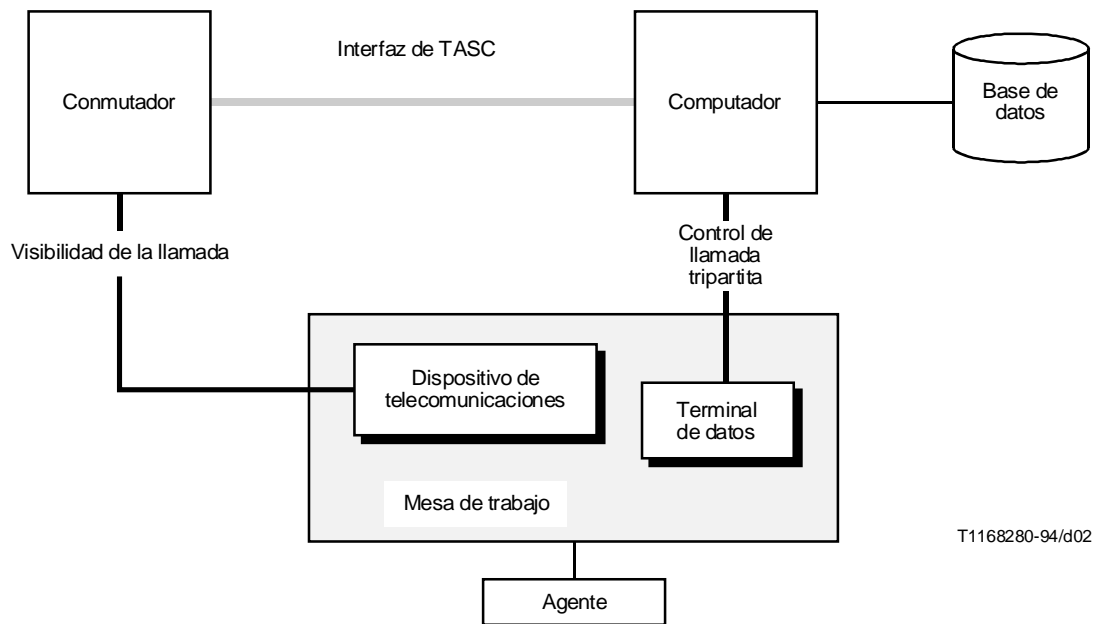 Interfaz de TASC
Conmutador
Computador
Base de
datos
Visibilidad de la llamada
Control de
llamada
tripartita
Dispositivo de
telecomunicaciones
Terminal
de datos
Mesa de trabajo
T1168280-94/d02
Agente